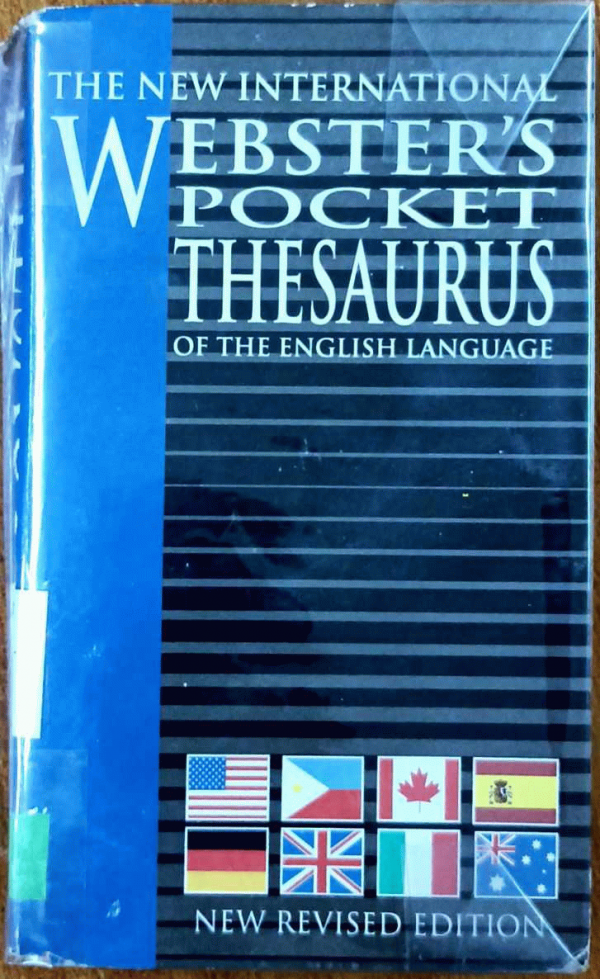 THE NEW INTERNATIONAL
WEBSTER'S
POCKET
THESAURUS
OF THE ENGLISH LANGUAGE
NEW REVISED EDITION